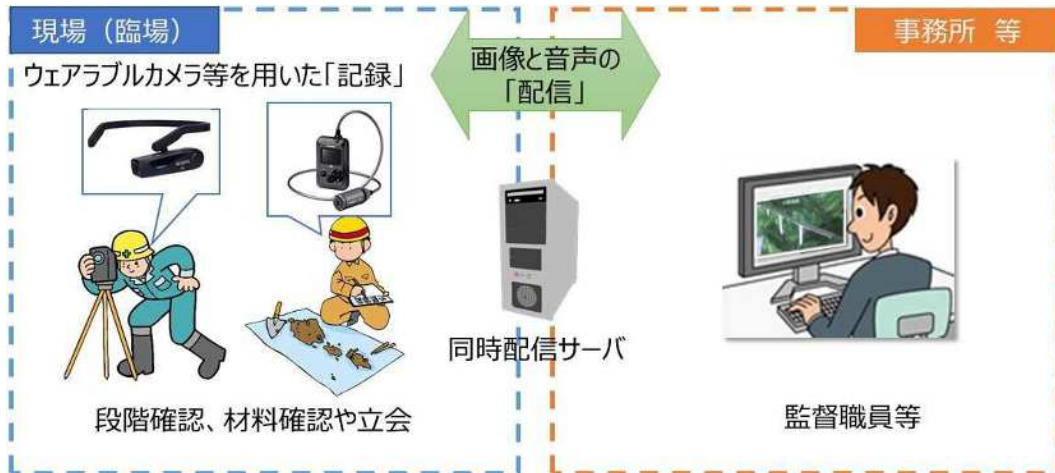 現場（臨場）
事務所 等
画像と音声の
「配信」
ウェアラブルカメラ等を用いた「記録」
同時配信サーバ
段階確認、材料確認や立会
監督職員等